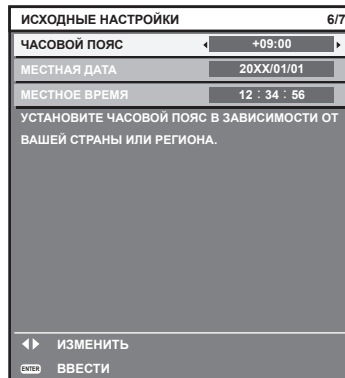 ИСХОДНЫЕ НАСТРОЙКИ 6/7
ЧАСОВОЙ ПОЯС +09:00
МЕСТНАЯ ДАТА 20XX/01/01
МЕСТНОЕ ВРЕМЯ 12 : 34 : 56
УСТАНОВИТЕ ЧАСОВОЙ ПОЯС В ЗАВИСИМОСТИ ОТ
ВАШЕЙ СТРАНЫ ИЛИ РЕГИОНА.
ИЗМЕНИТЬ
ENTER ВВЕСТИ